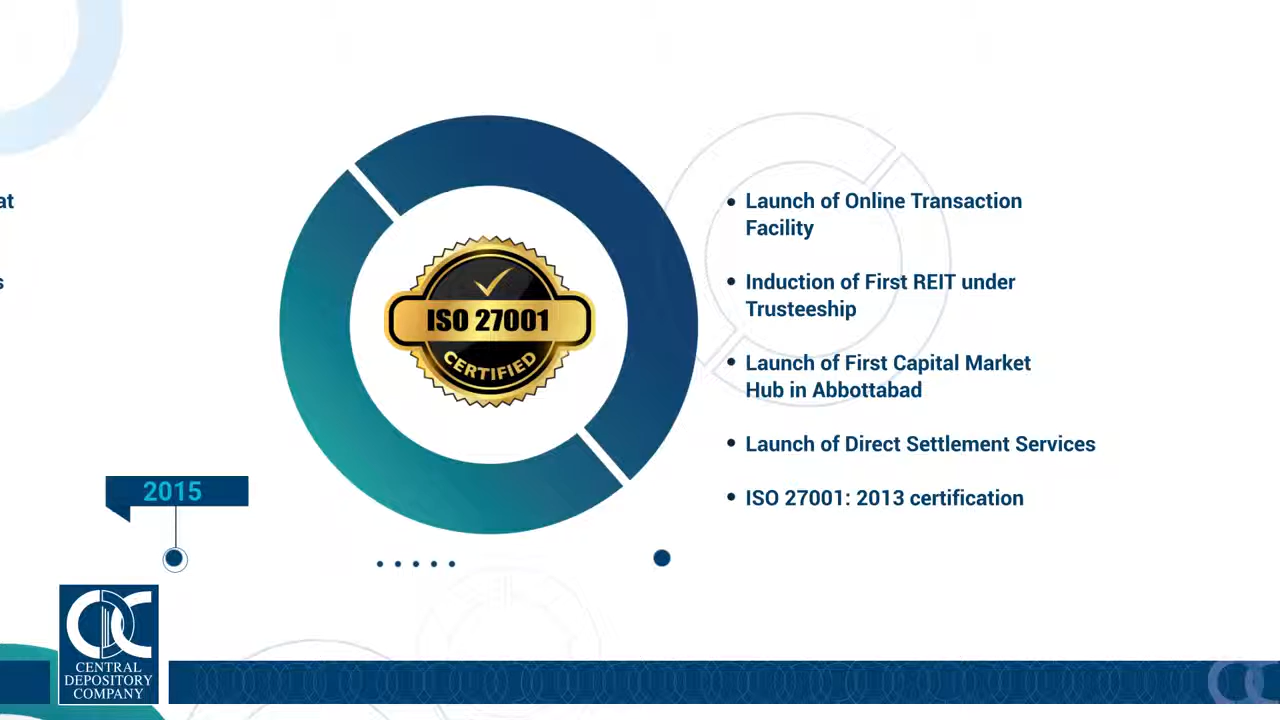 at
s
ISO 27001
CERTIFIED
Launch of Online Transaction
Facility
Induction of First REIT under
Trusteeship
Launch of First Capital Market
Hub in Abbottabad
Launch of Direct Settlement Services
ISO 27001: 2013 certification
2015
CENTRAL
DEPOSITORY
COMPANY